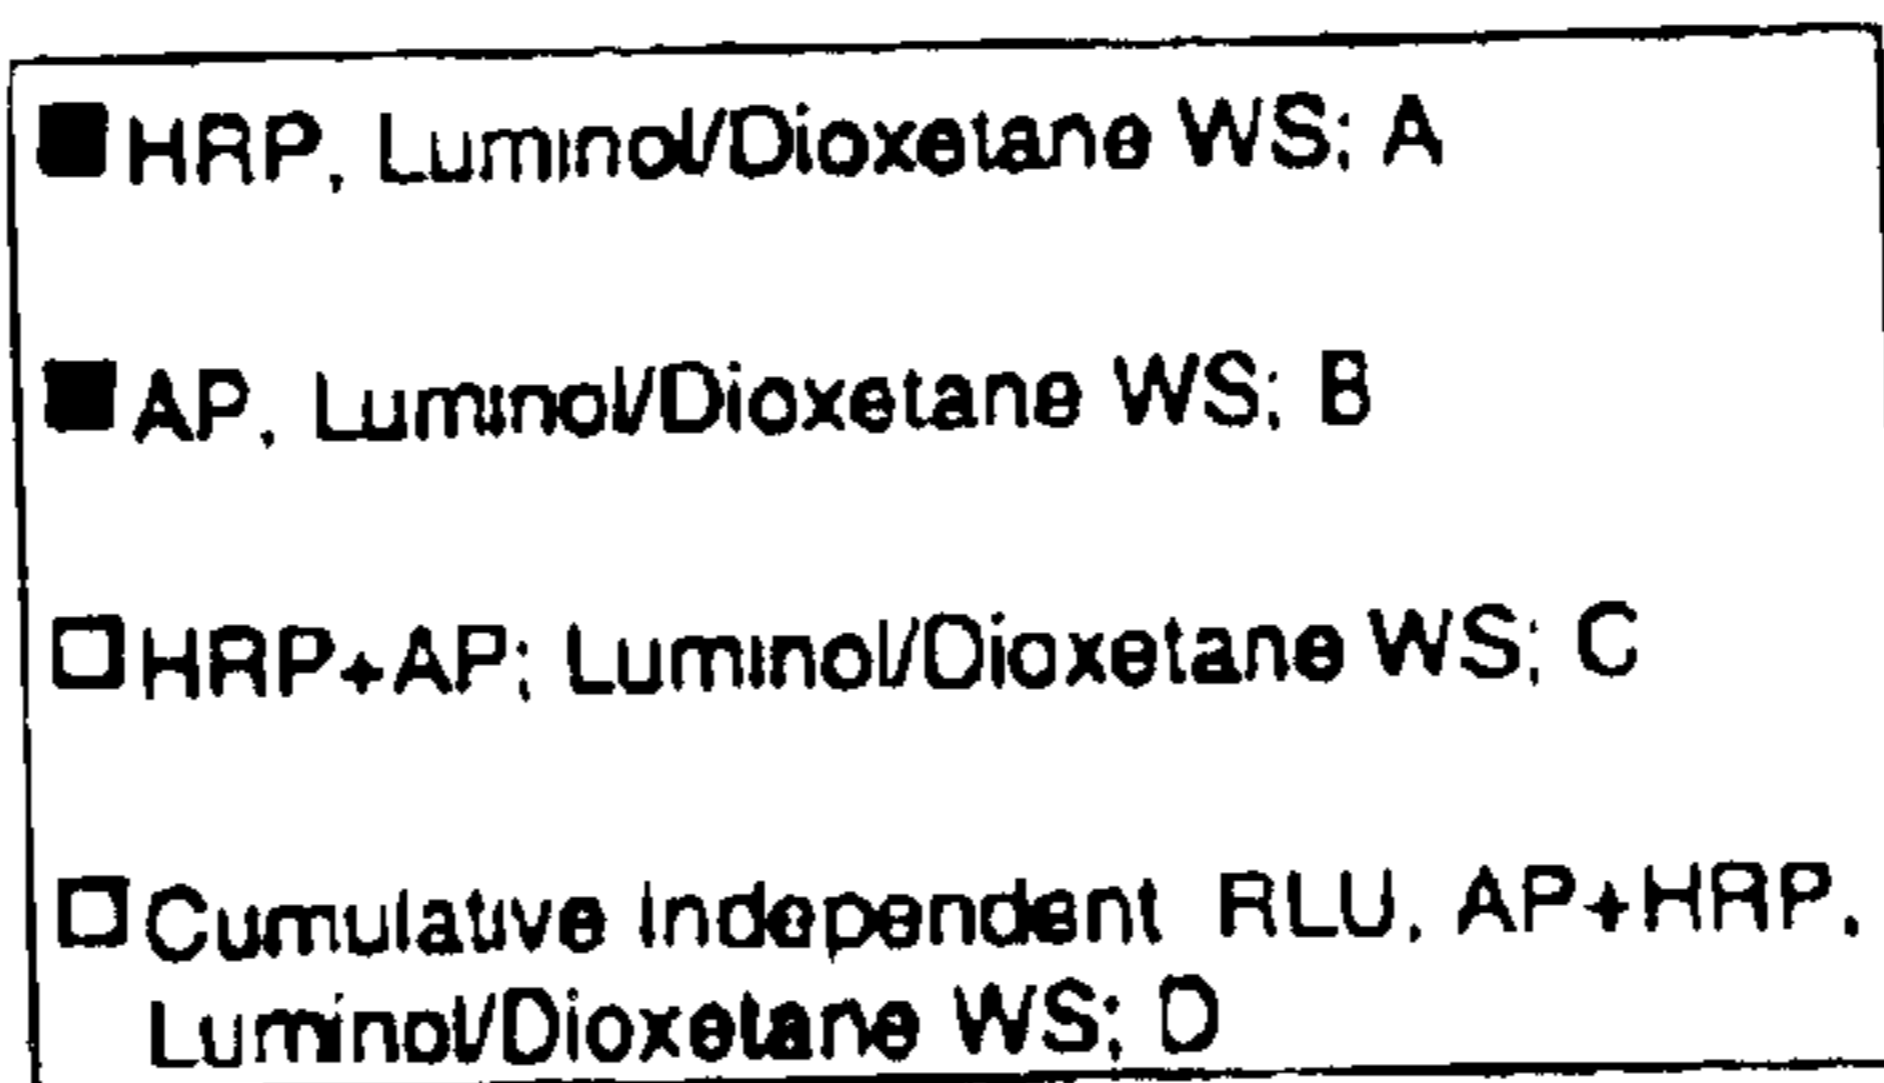 HRP, Luminol/Dioxetane WS; A
AP, Luminol/Dioxetane WS; B
HRP+AP; Luminol/Dioxetane WS; C
Cumulative Independent RLU, AP+HRP,
Luminol/Dioxetane WS; D